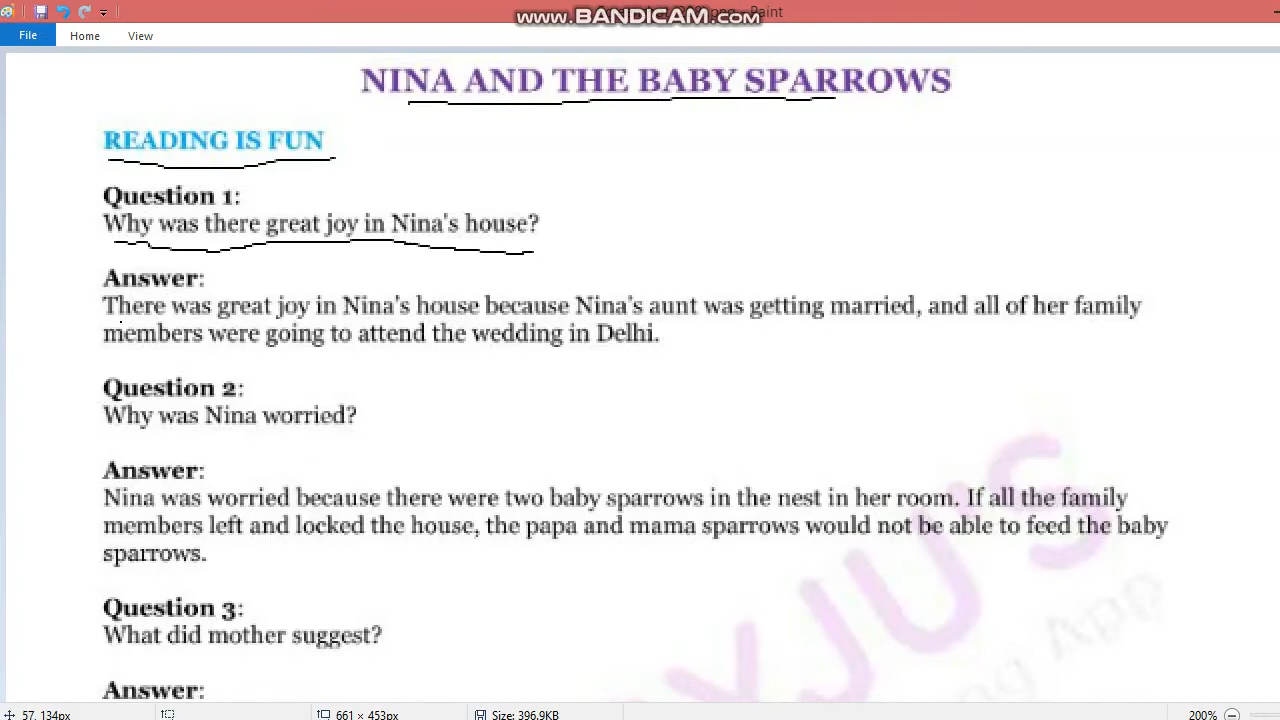 www.BANDICAM.com
Paint
File Home View
NINA AND THE BABY SPARROWS
READING IS FUN
Question 1:
Why was there great joy in Nina's house?
Answer:
There was great joy in Nina's house because Nina's aunt was getting married, and all of her family
members were going to attend the wedding in Delhi.
Question 2:
Why was Nina worried?
Answer:
Nina was worried because there were two baby sparrows in the nest in her room. If all the family
members left and locked the house, the papa and mama sparrows would not be able to feed the baby
sparrows.
Question 3:
What did mother suggest?
Answer:
YJU'S
App
57, 134px 661 × 453px Size: 396.9KB 200%